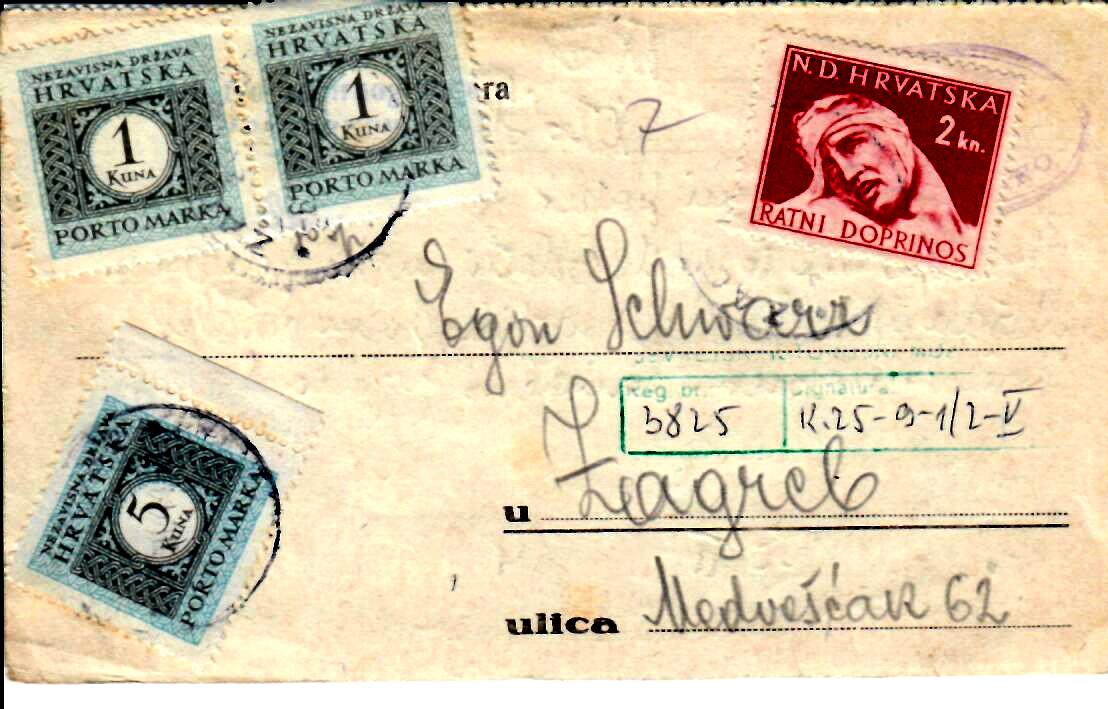 NEZAVISNA DRŽAVA
HRVATSKA
1
KUNA
PORTO MARKA
NEZAVISNA DRŽAVA
HRVATSKA
1
KUNA
PORTO MARKA
N.D. HRVATSKA
2 kn.
RATNI DOPRINOS
7
Egon Schwarz
Reg br.
Signatura:
3825
K.25-9-1/2-V
u Zagreb
ulica Medvešćak 62
NEZAVISNA DRŽAVA
HRVATSKA
5
KUNA
PORTO MARKA